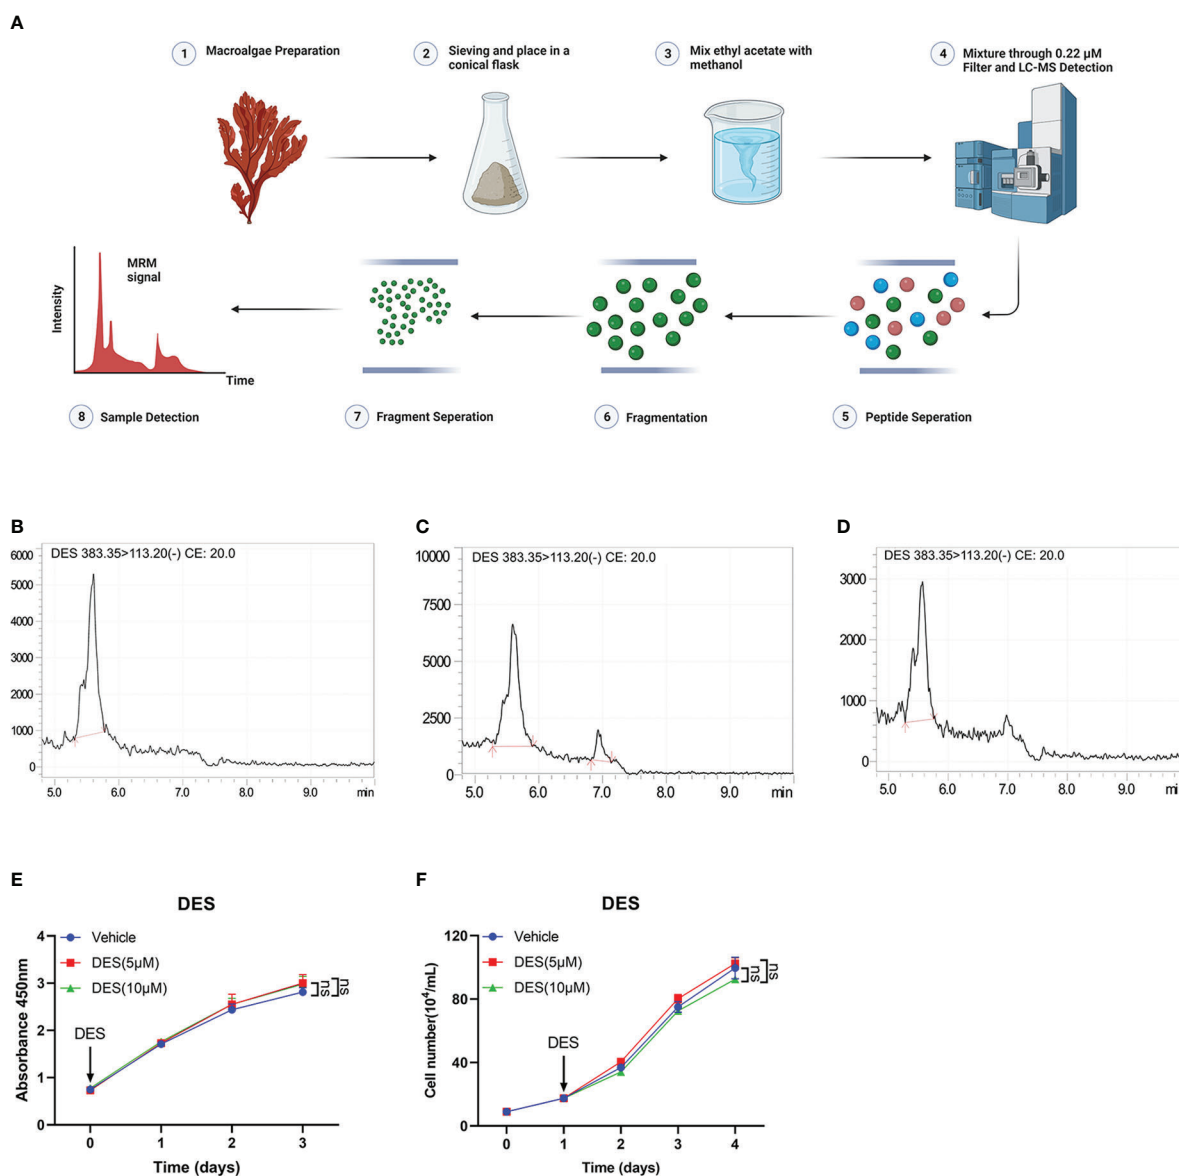 A
1 Macroalgae Preparation
2 Sieving and place in a
conical flask
3 Mix ethyl acetate with
methanol
4 Mixture through 0.22 µM
Filter and LC-MS Detection
MRM
signal
Intensity
Time
8 Sample Detection
7 Fragment Seperation
6 Fragmentation
5 Peptide Seperation
B
DES 383.35>113.20(-) CE: 20.0
6000
5000
4000
3000
2000
1000
0
5.0 6.0 7.0 8.0 9.0 min
C
DES 383.35>113.20(-) CE: 20.0
10000
7500
5000
2500
0
5.0 6.0 7.0 8.0 9.0 min
D
DES 383.35>113.20(-) CE: 20.0
3000
2000
1000
0
5.0 6.0 7.0 8.0 9.0 mi
E
DES
Vehicle
DES(5µM)
DES(10µM)
DES
ns
ns
Absorbance 450nm
4
3
2
1
0
0 1 2 3
Time (days)
F
DES
Vehicle
DES(5µM)
DES(10µM)
DES
ns
ns
Cell number(10⁴/mL)
120
80
40
0
0 1 2 3 4
Time (days)